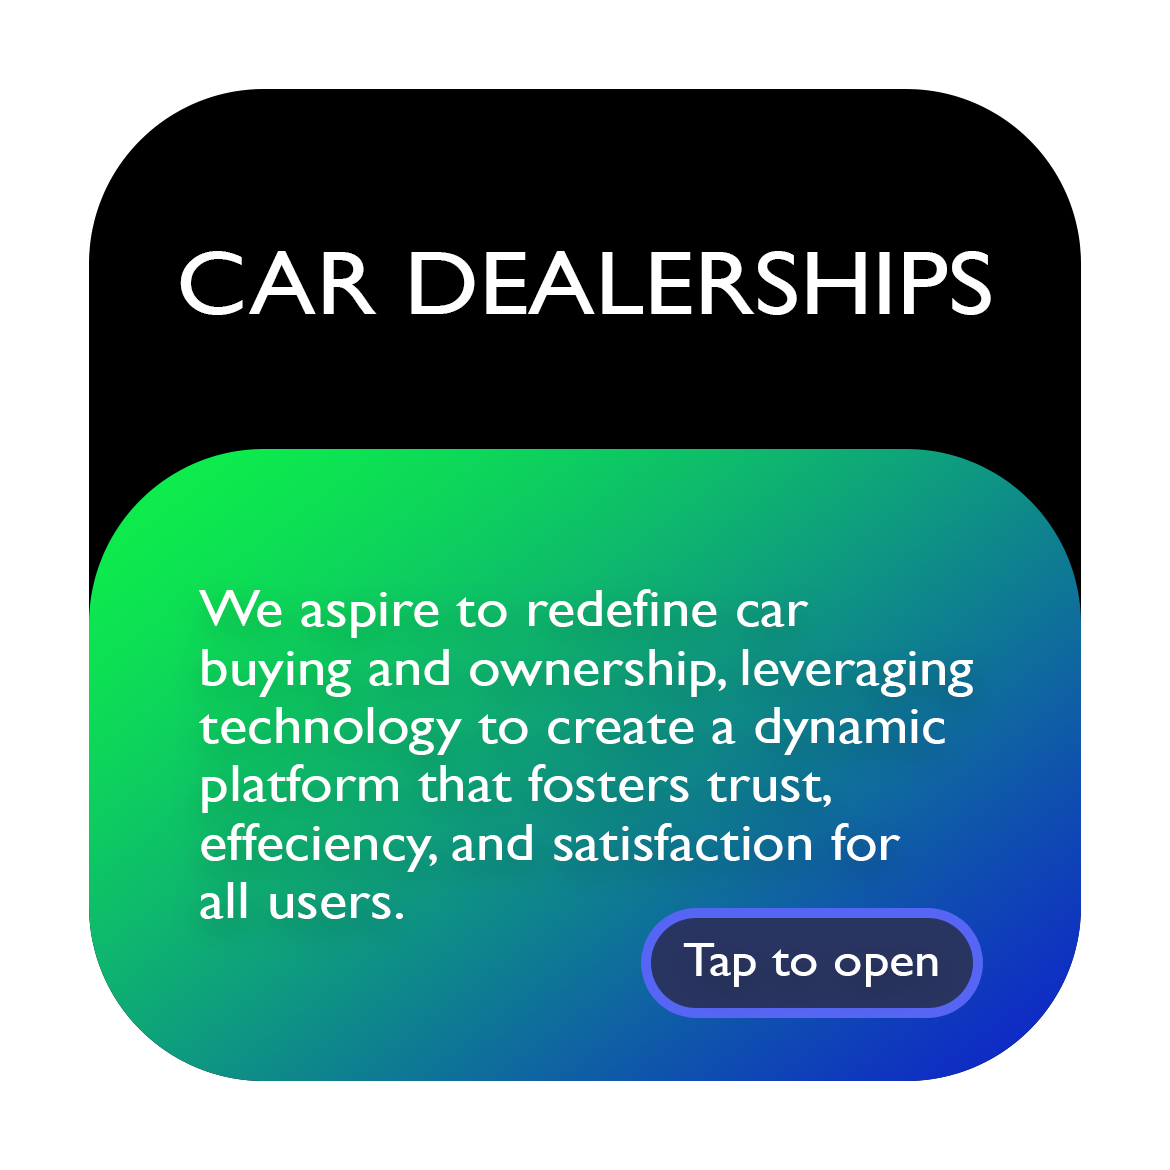 CAR DEALERSHIPS
We aspire to redefine car
buying and ownership, leveraging
technology to create a dynamic
platform that fosters trust,
effeciency, and satisfaction for
all users.
Tap to open